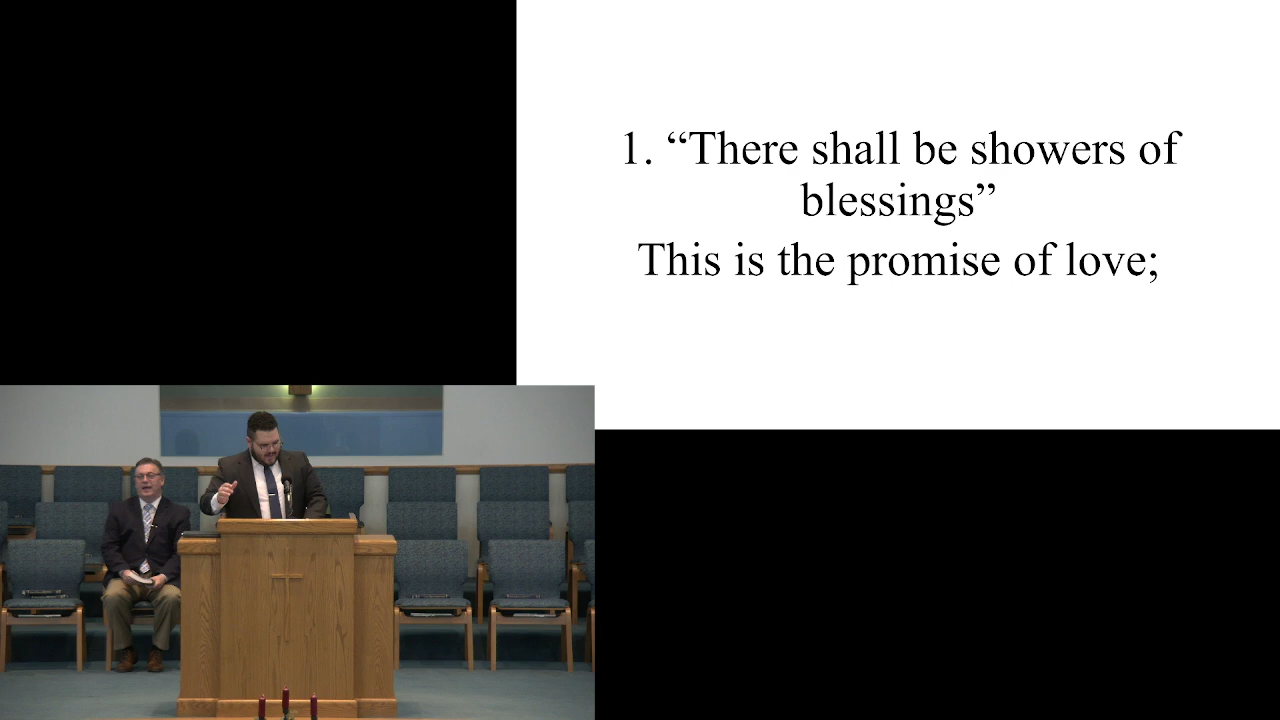 1. “There shall be showers of
blessings”
This is the promise of love;